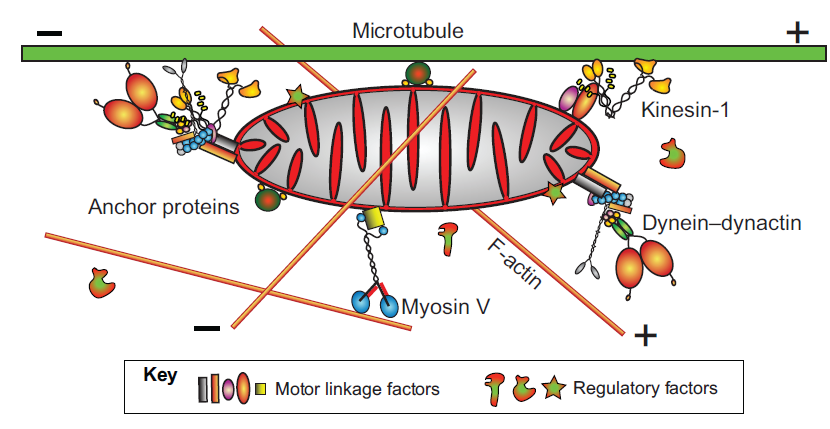 Microtubule
− +
Kinesin-1
Anchor proteins
Dynein–dynactin
F-actin
Myosin V
− +
Key
Motor linkage factors
Regulatory factors